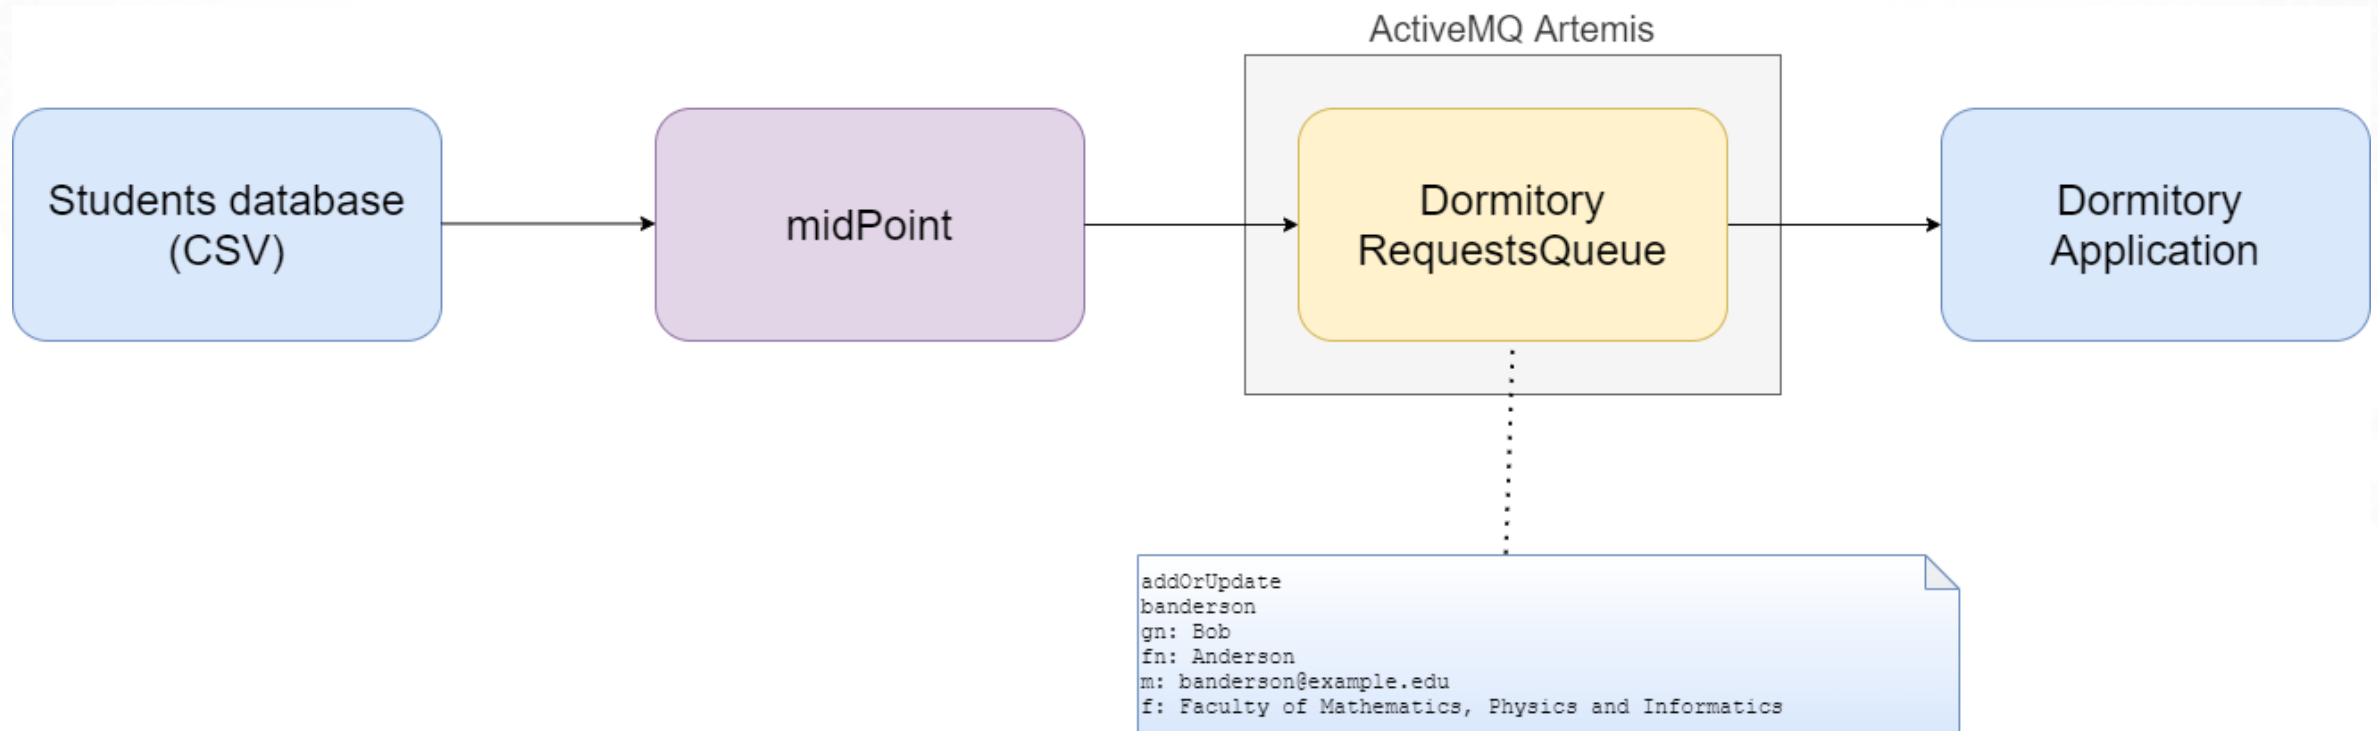 ActiveMQ Artemis
Students database
(CSV)
midPoint
Dormitory
RequestsQueue
Dormitory
Application
addOrUpdate
banderson
gn: Bob
fn: Anderson
m: banderson@example.edu
f: Faculty of Mathematics, Physics and Informatics